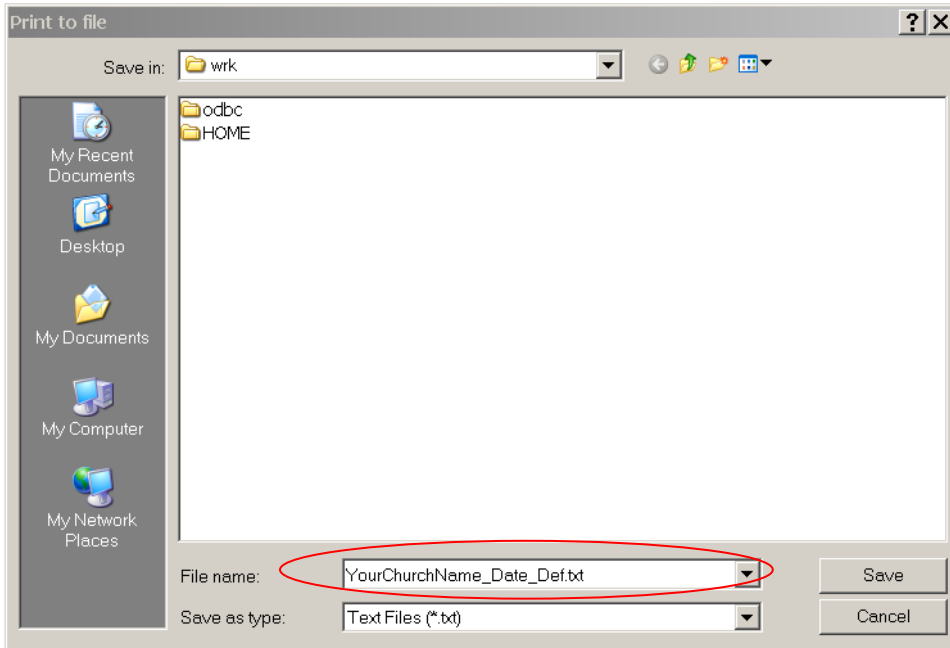 Print to file
?
X
Save in:
wrk
odbc
HOME
My Recent
Documents
Desktop
My Documents
My Computer
My Network
Places
File name:
YourChurchName_Date_Def.txt
Save
Save as type:
Text Files (*.txt)
Cancel